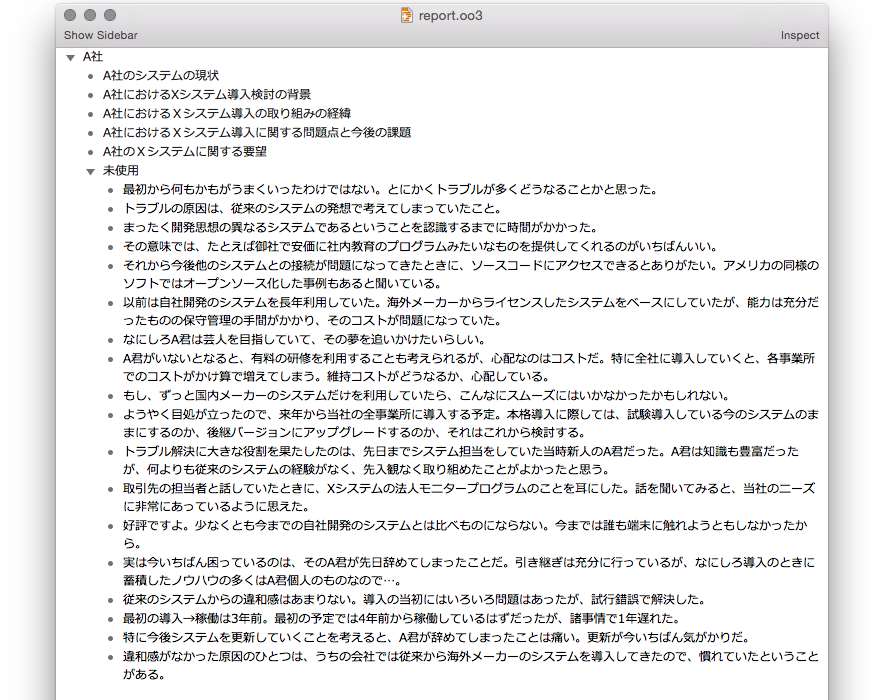 report.oo3
Show Sidebar
Inspect
A社
A社のシステムの現状
A社におけるXシステム導入検討の背景
A社におけるＸシステム導入の取り組みの経緯
A社におけるＸシステム導入に関する問題点と今後の課題
A社のＸシステムに関する要望
未使用
最初から何もかもがうまくいったわけではない。とにかくトラブルが多くどうなることかと思った。
トラブルの原因は、従来のシステムの発想で考えてしまっていたこと。
まったく開発思想の異なるシステムであるということを認識するまでに時間がかかった。
その意味では、たとえば御社で安価に社内教育のプログラムみたいなものを提供してくれるのがいちばんいい。
それから今後他のシステムとの接続が問題になってきたときに、ソースコードにアクセスできるとありがたい。アメリカの同様の
ソフトではオープンソース化した事例もあると聞いている。
以前は自社開発のシステムを長年利用していた。海外メーカーからライセンスしたシステムをベースにしていたが、能力は充分だ
ったものの保守管理の手間がかかり、そのコストが問題になっていた。
なにしろA君は芸人を目指していて、その夢を追いかけたいらしい。
A君がいないとなると、有料の研修を利用することも考えられるが、心配なのはコストだ。特に全社に導入していくと、各事業所
でのコストがかけ算で増えてしまう。維持コストがどうなるか、心配している。
もし、ずっと国内メーカーのシステムだけを利用していたら、こんなにスムーズにはいかなかったかもしれない。
ようやく目処が立ったので、来年から当社の全事業所に導入する予定。本格導入に際しては、試験導入している今のシステムのま
まにするのか、後継バージョンにアップグレードするのか、それはこれから検討する。
トラブル解決に大きな役割を果たしたのは、先日までシステム担当をしていた当時新人のA君だった。A君は知識も豊富だった
が、何よりも従来のシステムの経験がなく、先入観なく取り組めたことがよかったと思う。
取引先の担当者と話していたときに、Xシステムの法人モニタープログラムのことを耳にした。話を聞いてみると、当社のニーズ
に非常にあっているように思えた。
好評ですよ。少なくとも今までの自社開発のシステムとは比べものにならない。今までは誰も端末に触れようともしなかったか
ら。
実は今いちばん困っているのは、そのA君が先日辞めてしまったことだ。引き継ぎは充分に行っているが、なにしろ導入のときに
蓄積したノウハウの多くはA君個人のものなので…。
従来のシステムからの違和感はあまりない。導入の当初にはいろいろ問題はあったが、試行錯誤で解決した。
最初の導入→稼働は3年前。最初の予定では4年前から稼働しているはずだったが、諸事情で1年遅れた。
特に今後システムを更新していくことを考えると、A君が辞めてしまったことは痛い。更新が今いちばん気がかりだ。
違和感がなかった原因のひとつは、うちの会社では従来から海外メーカーのシステムを導入してきたので、慣れていたということ
がある。